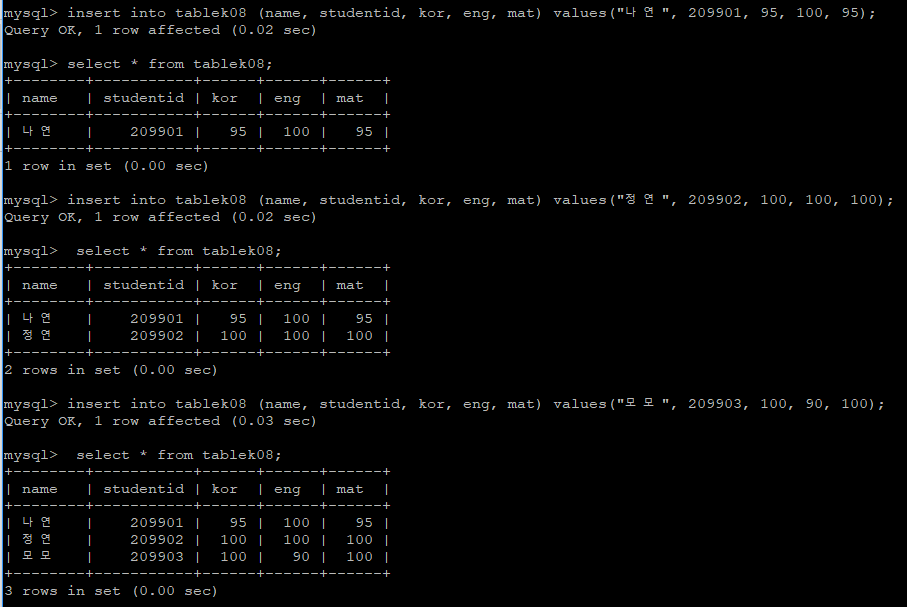 mysql> insert into tablek08 (name, studentid, kor, eng, mat) values("나연", 209901, 95, 100, 95);
Query OK, 1 row affected (0.02 sec)
mysql> select * from tablek08;
+--------+-----------+------+------+------+
| name   | studentid | kor  | eng  | mat  |
+--------+-----------+------+------+------+
| 나연   |    209901 |   95 |  100 |   95 |
+--------+-----------+------+------+------+
1 row in set (0.00 sec)
mysql> insert into tablek08 (name, studentid, kor, eng, mat) values("정연", 209902, 100, 100, 100);
Query OK, 1 row affected (0.02 sec)
mysql>  select * from tablek08;
+--------+-----------+------+------+------+
| name   | studentid | kor  | eng  | mat  |
+--------+-----------+------+------+------+
| 나연   |    209901 |   95 |  100 |   95 |
| 정연   |    209902 |  100 |  100 |  100 |
+--------+-----------+------+------+------+
2 rows in set (0.00 sec)
mysql> insert into tablek08 (name, studentid, kor, eng, mat) values("모모", 209903, 100, 90, 100);
Query OK, 1 row affected (0.03 sec)
mysql>  select * from tablek08;
+--------+-----------+------+------+------+
| name   | studentid | kor  | eng  | mat  |
+--------+-----------+------+------+------+
| 나연   |    209901 |   95 |  100 |   95 |
| 정연   |    209902 |  100 |  100 |  100 |
| 모모   |    209903 |  100 |   90 |  100 |
+--------+-----------+------+------+------+
3 rows in set (0.00 sec)